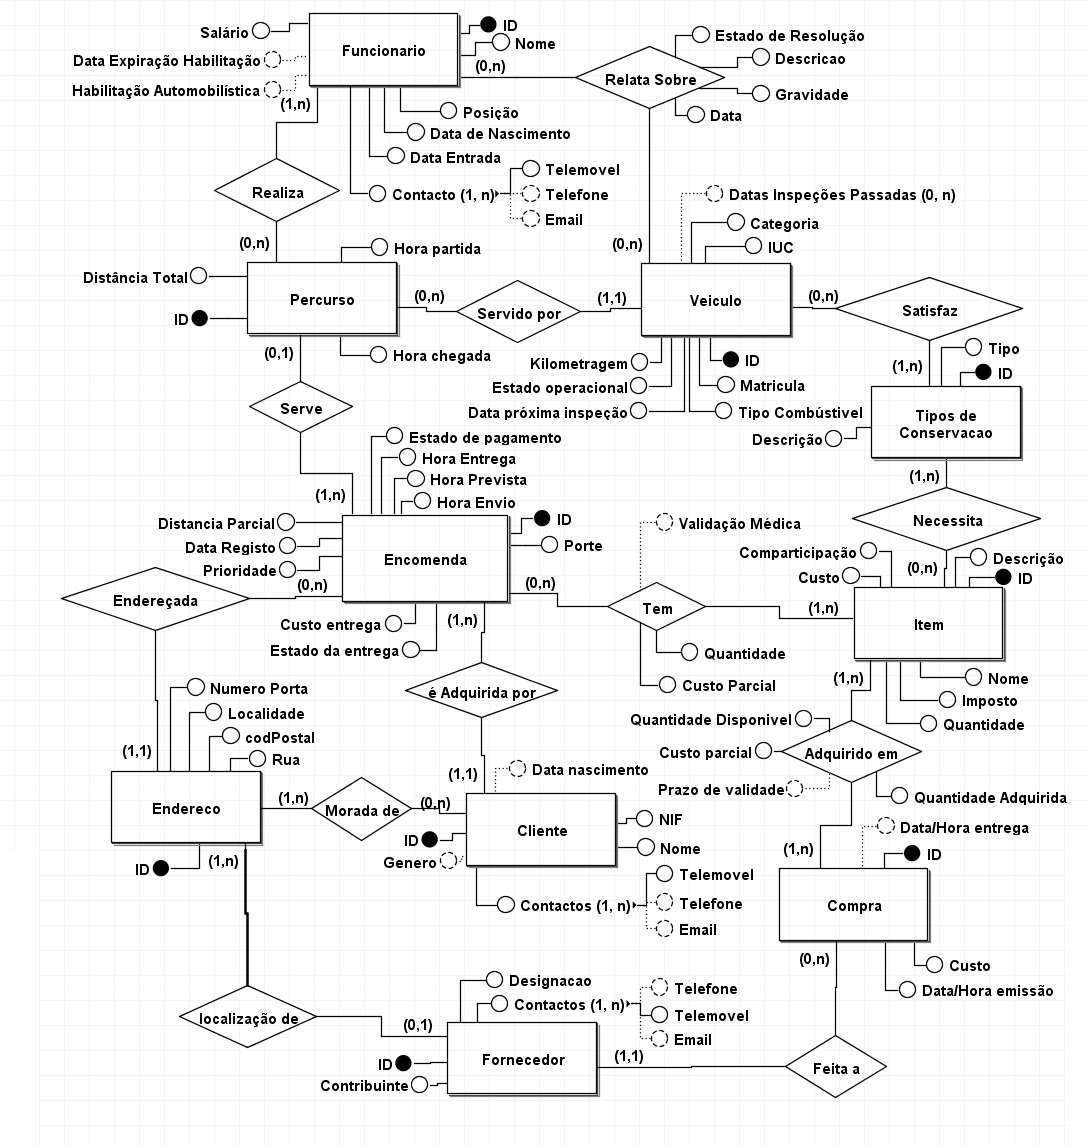 Salário
Funcionario
ID
Nome
Data Expiração Habilitação
Habilitação Automobilística
(0,n)
Relata Sobre
Estado de Resolução
Descricao
Gravidade
Data
(1,n)
Posição
Data de Nascimento
Data Entrada
Realiza
Contacto (1, n)
Telemovel
Telefone
Email
Datas Inspeções Passadas (0, n)
Categoria
IUC
(0,n)
(0,n)
Hora partida
Distância Total
Percurso
ID
(0,n)
Servido por
(1,1)
Veiculo
(0,n)
Satisfaz
(0,1)
Hora chegada
Kilometragem
Estado operacional
Data próxima inspeção
ID
Matricula
Tipo Combústivel
(1,n)
Tipo
ID
Serve
Tipos de
Conservacao
Descrição
Estado de pagamento
Hora Entrega
Hora Prevista
Hora Envio
(1,n)
(1,n)
Necessita
Distancia Parcial
Data Registo
Prioridade
Encomenda
ID
Porte
Validação Médica
Comparticipação
Custo
(0,n)
Descrição
ID
Endereçada
(0,n)
(0,n)
Tem
(1,n)
Item
Custo entrega
Estado da entrega
(1,n)
Quantidade
Custo Parcial
(1,n)
Nome
Imposto
Quantidade
Numero Porta
Localidade
codPostal
Rua
é Adquirida por
Quantidade Disponivel
Custo parcial
Adquirido em
Prazo de validade
Quantidade Adquirida
(1,1)
(1,1)
Data nascimento
Endereco
(1,n)
Morada de
(0,n)
Cliente
ID
Genero
NIF
Nome
ID
(1,n)
Data/Hora entrega
(1,n)
ID
Contactos (1, n)
Telemovel
Telefone
Email
Compra
(0,n)
Custo
Data/Hora emissão
Designacao
Contactos (1, n)
Telefone
Telemovel
Email
localização de
(0,1)
Fornecedor
ID
Contribuinte
(1,1)
Feita a